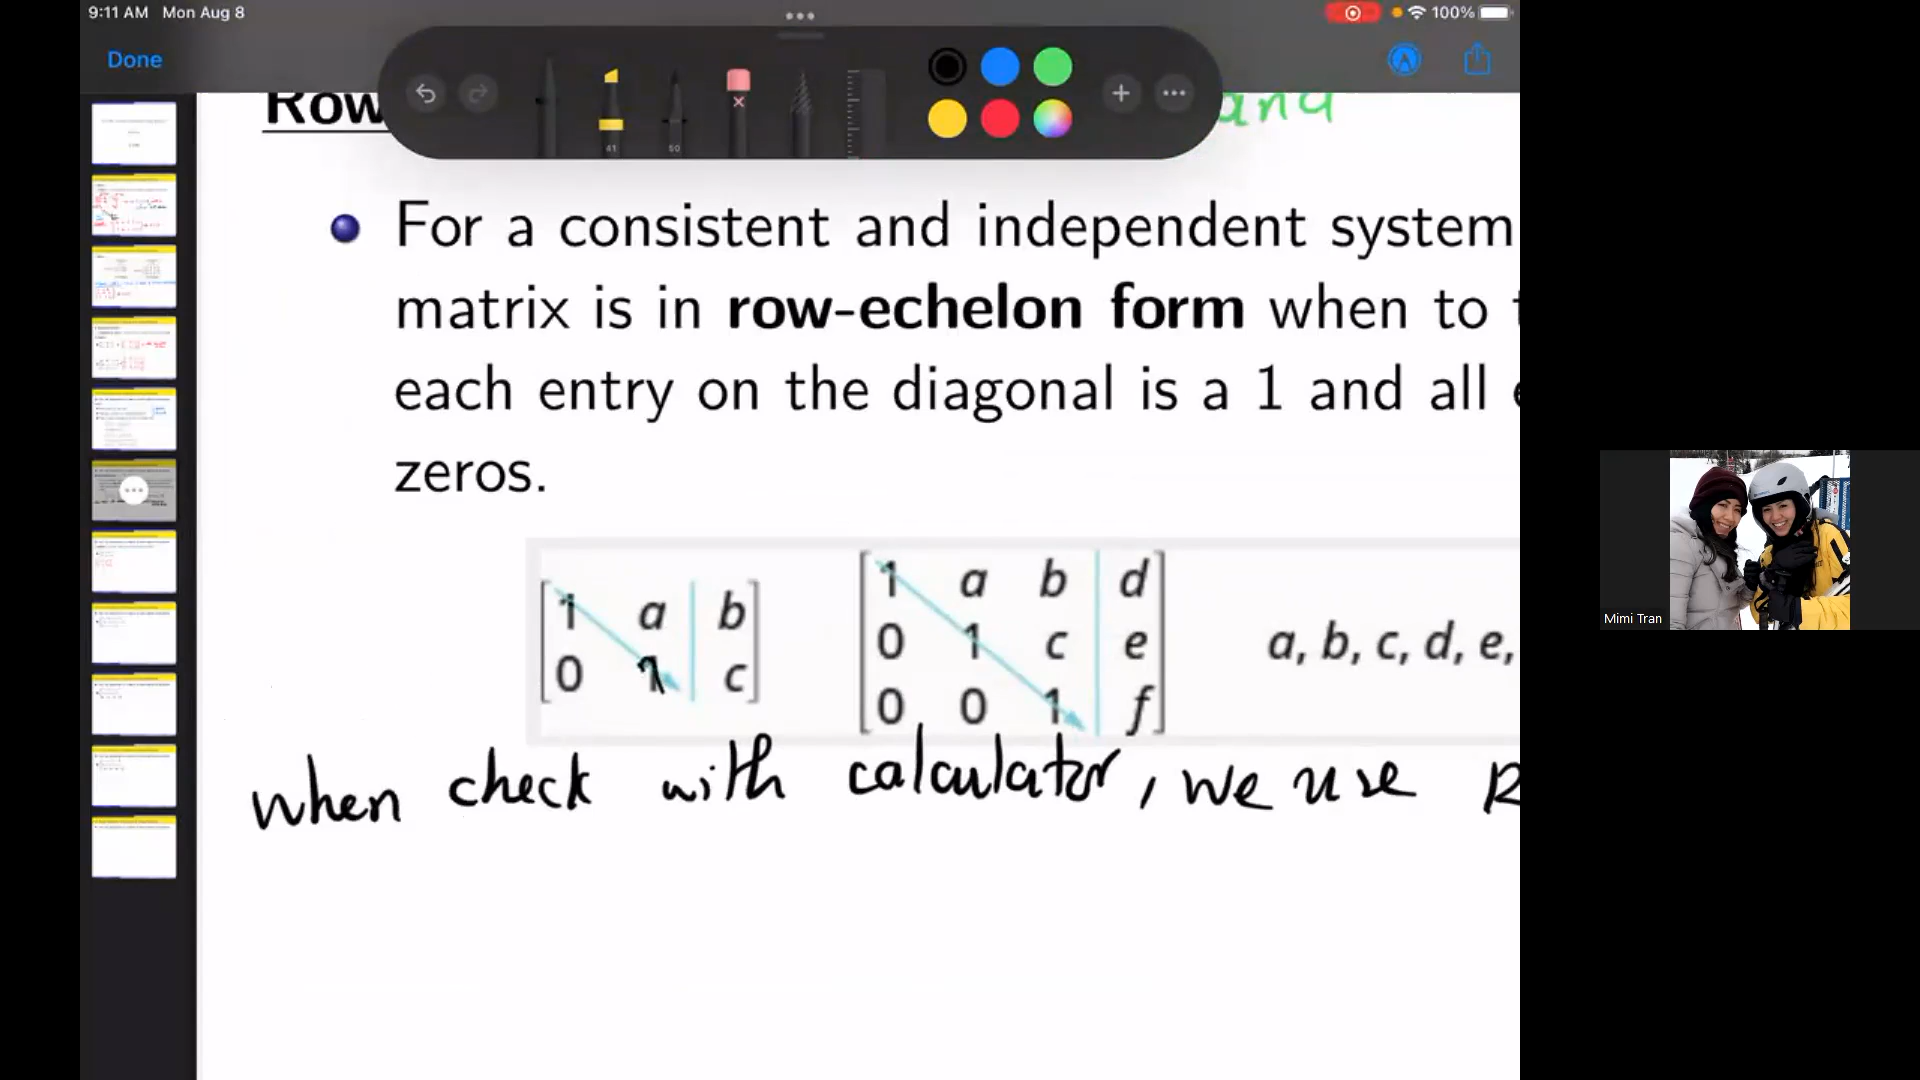 9:11 AM Mon Aug 8
100%
Done
41
50
Row
and
For a consistent and independent system
matrix is in row-echelon form when to
each entry on the diagonal is a 1 and all
zeros.
1 a b
0 1 c
1 a b d
0 1 c e
0 0 1 f
a, b, c, d, e,
when check with calculator, we use R
Mimi Tran